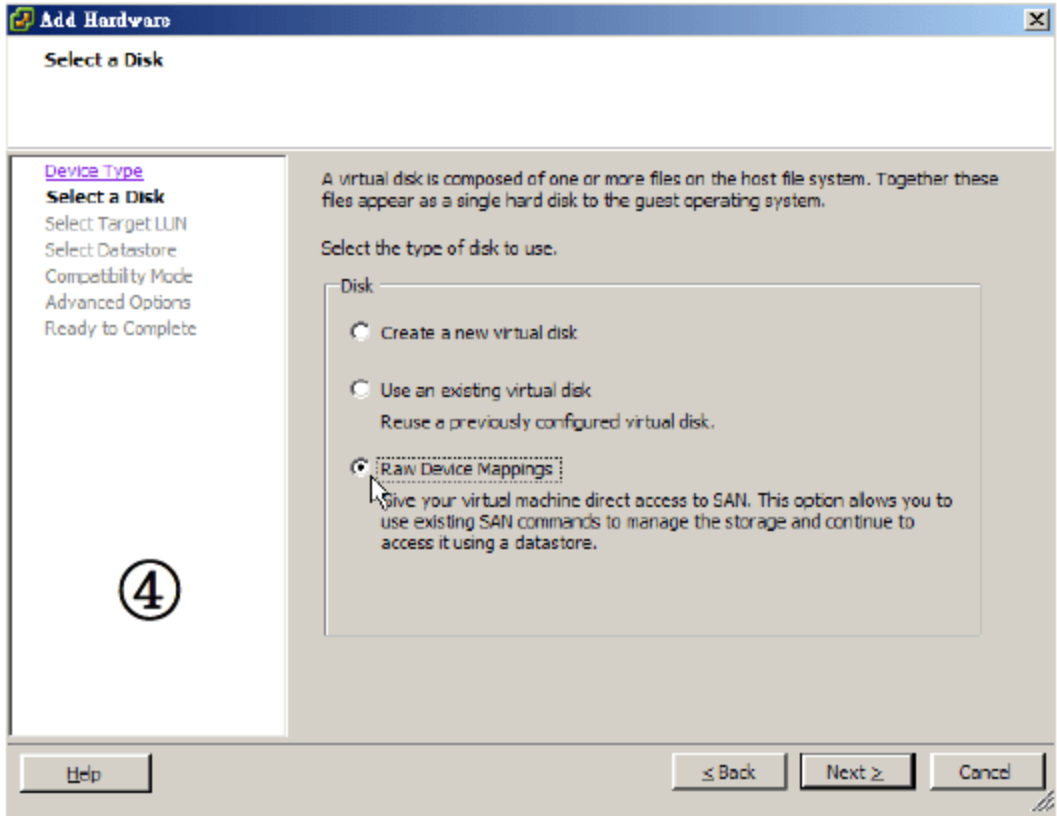 Add Hardware
Select a Disk
Device Type
Select a Disk
Select Target LUN
Select Datastore
Compatibility Mode
Advanced Options
Ready to Complete
④
A virtual disk is composed of one or more files on the host file system. Together these
files appear as a single hard disk to the guest operating system.
Select the type of disk to use.
Disk
Create a new virtual disk
Use an existing virtual disk
Reuse a previously configured virtual disk.
Raw Device Mappings
Give your virtual machine direct access to SAN. This option allows you to
use existing SAN commands to manage the storage and continue to
access it using a datastore.
Help
≤ Back
Next ≥
Cancel